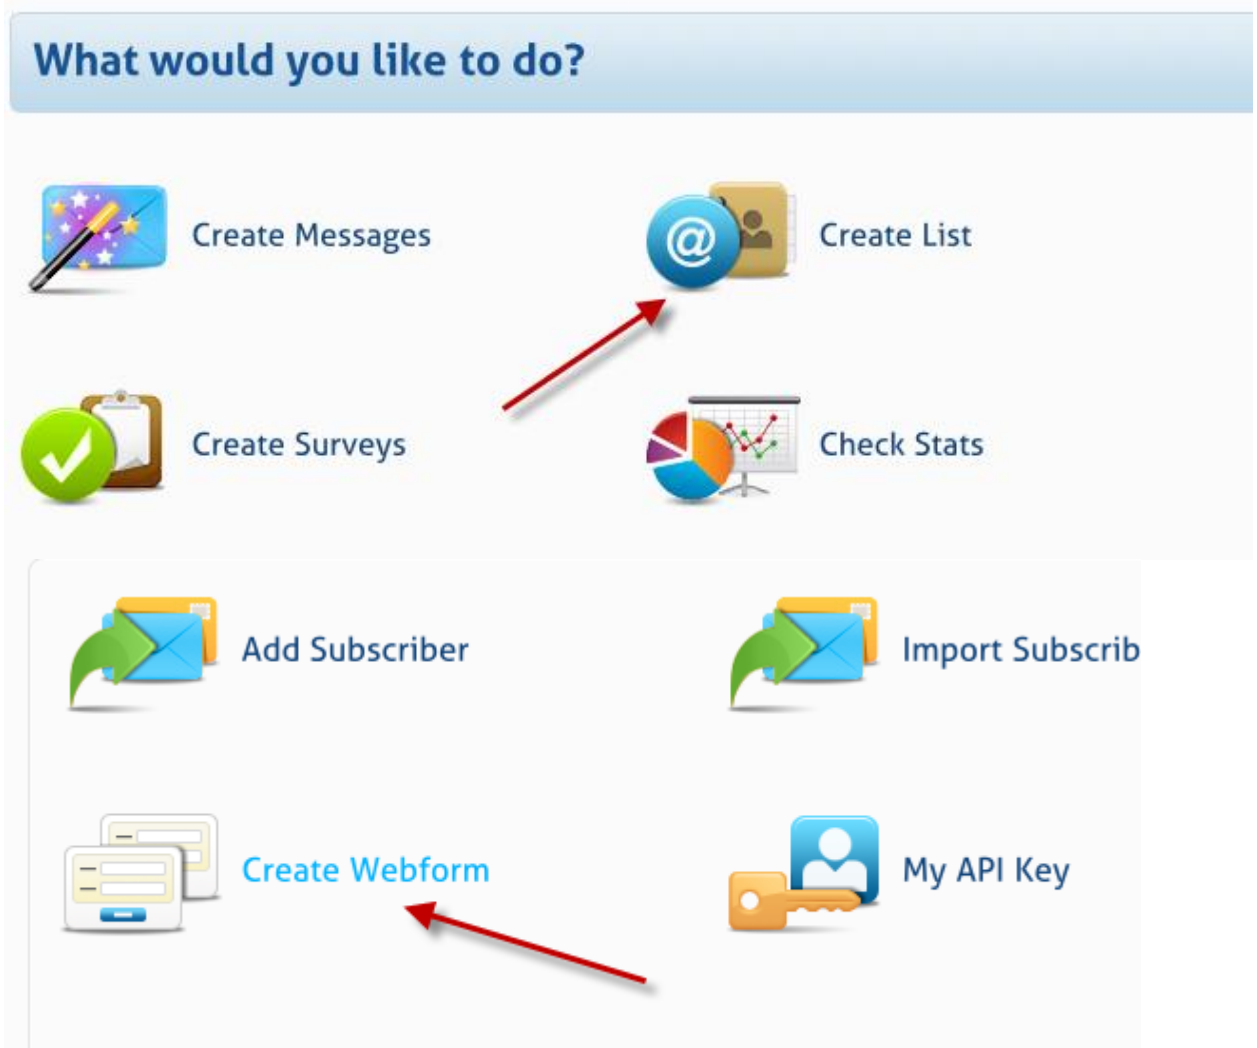 What would you like to do?
Create Messages
Create List
Create Surveys
Check Stats
Add Subscriber
Import Subscrib
Create Webform
My API Key